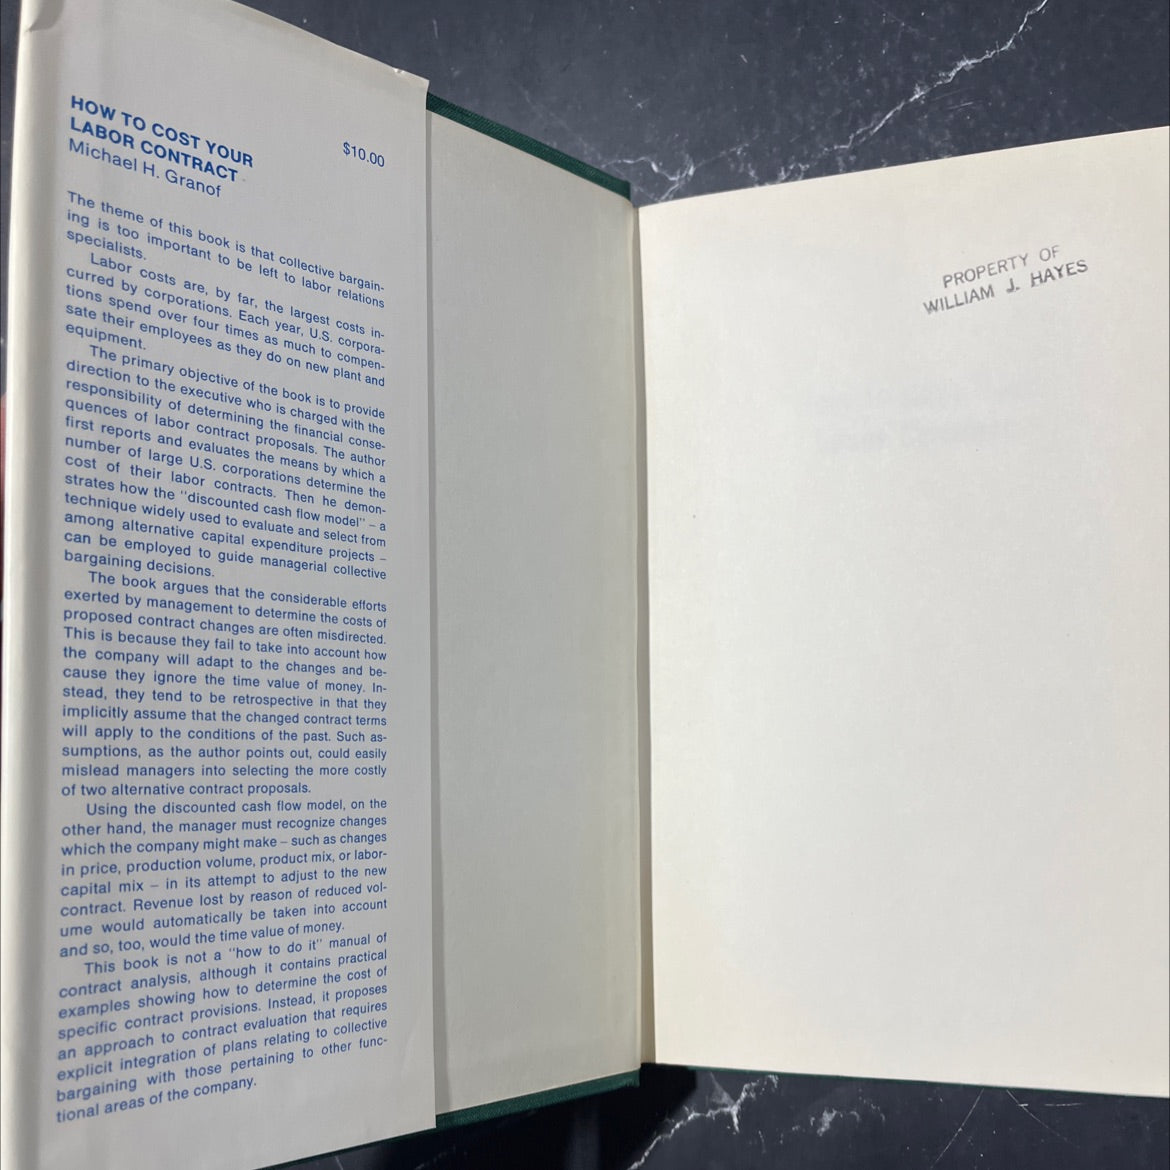 HOW TO COST YOUR
LABOR CONTRACT
Michael H. Granof
$10.00
The theme of this book is that collective bargain-
ing is too important to be left to labor relations
specialists.
Labor costs are, by far, the largest costs in-
curred by corporations. Each year, U.S. corpora-
tions spend over four times as much to compen-
sate their employees as they do on new plant and
equipment.
The primary objective of the book is to provide
direction to the executive who is charged with the
responsibility of determining the financial conse-
quences of labor contract proposals. The author
first reports and evaluates the means by which a
number of large U.S. corporations determine the
cost of their labor contracts. Then he demon-
strates how the "discounted cash flow model" – a
technique widely used to evaluate and select from
among alternative capital expenditure projects –
can be employed to guide managerial collective
bargaining decisions.
The book argues that the considerable efforts
exerted by management to determine the costs of
proposed contract changes are often misdirected.
This is because they fail to take into account how
the company will adapt to the changes and be-
cause they ignore the time value of money. In-
stead, they tend to be retrospective in that they
implicitly assume that the changed contract terms
will apply to the conditions of the past. Such as-
sumptions, as the author points out, could easily
mislead managers into selecting the more costly
of two alternative contract proposals.
Using the discounted cash flow model, on the
other hand, the manager must recognize changes
which the company might make – such as changes
in price, production volume, product mix, or labor-
capital mix – in its attempt to adjust to the new
contract. Revenue lost by reason of reduced vol-
ume would automatically be taken into account
and so, too, would the time value of money.
This book is not a "how to do it" manual of
contract analysis, although it contains practical
examples showing how to determine the cost of
specific contract provisions. Instead, it proposes
an approach to contract evaluation that requires
explicit integration of plans relating to collective
bargaining with those pertaining to other func-
tional areas of the company.
PROPERTY OF
WILLIAM J. HAYES